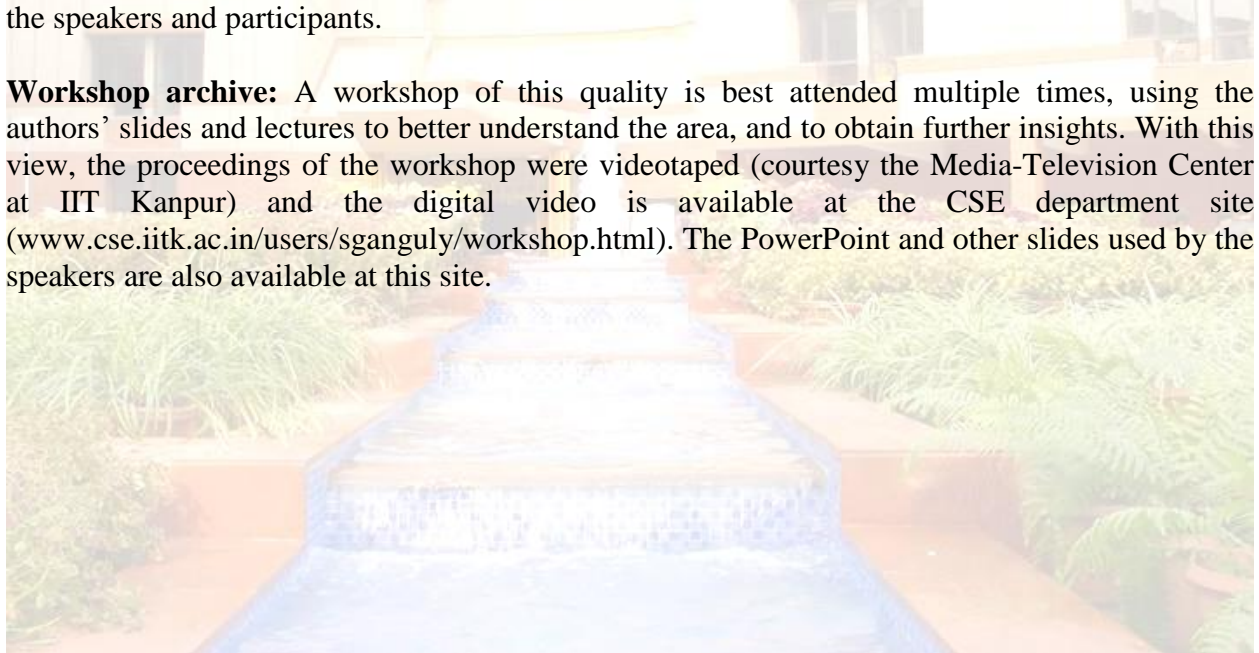 the speakers and participants.
Workshop archive: A workshop of this quality is best attended multiple times, using the
authors’ slides and lectures to better understand the area, and to obtain further insights. With this
view, the proceedings of the workshop were videotaped (courtesy the Media-Television Center
at IIT Kanpur) and the digital video is available at the CSE department site
(www.cse.iitk.ac.in/users/sganguly/workshop.html). The PowerPoint and other slides used by the
speakers are also available at this site.